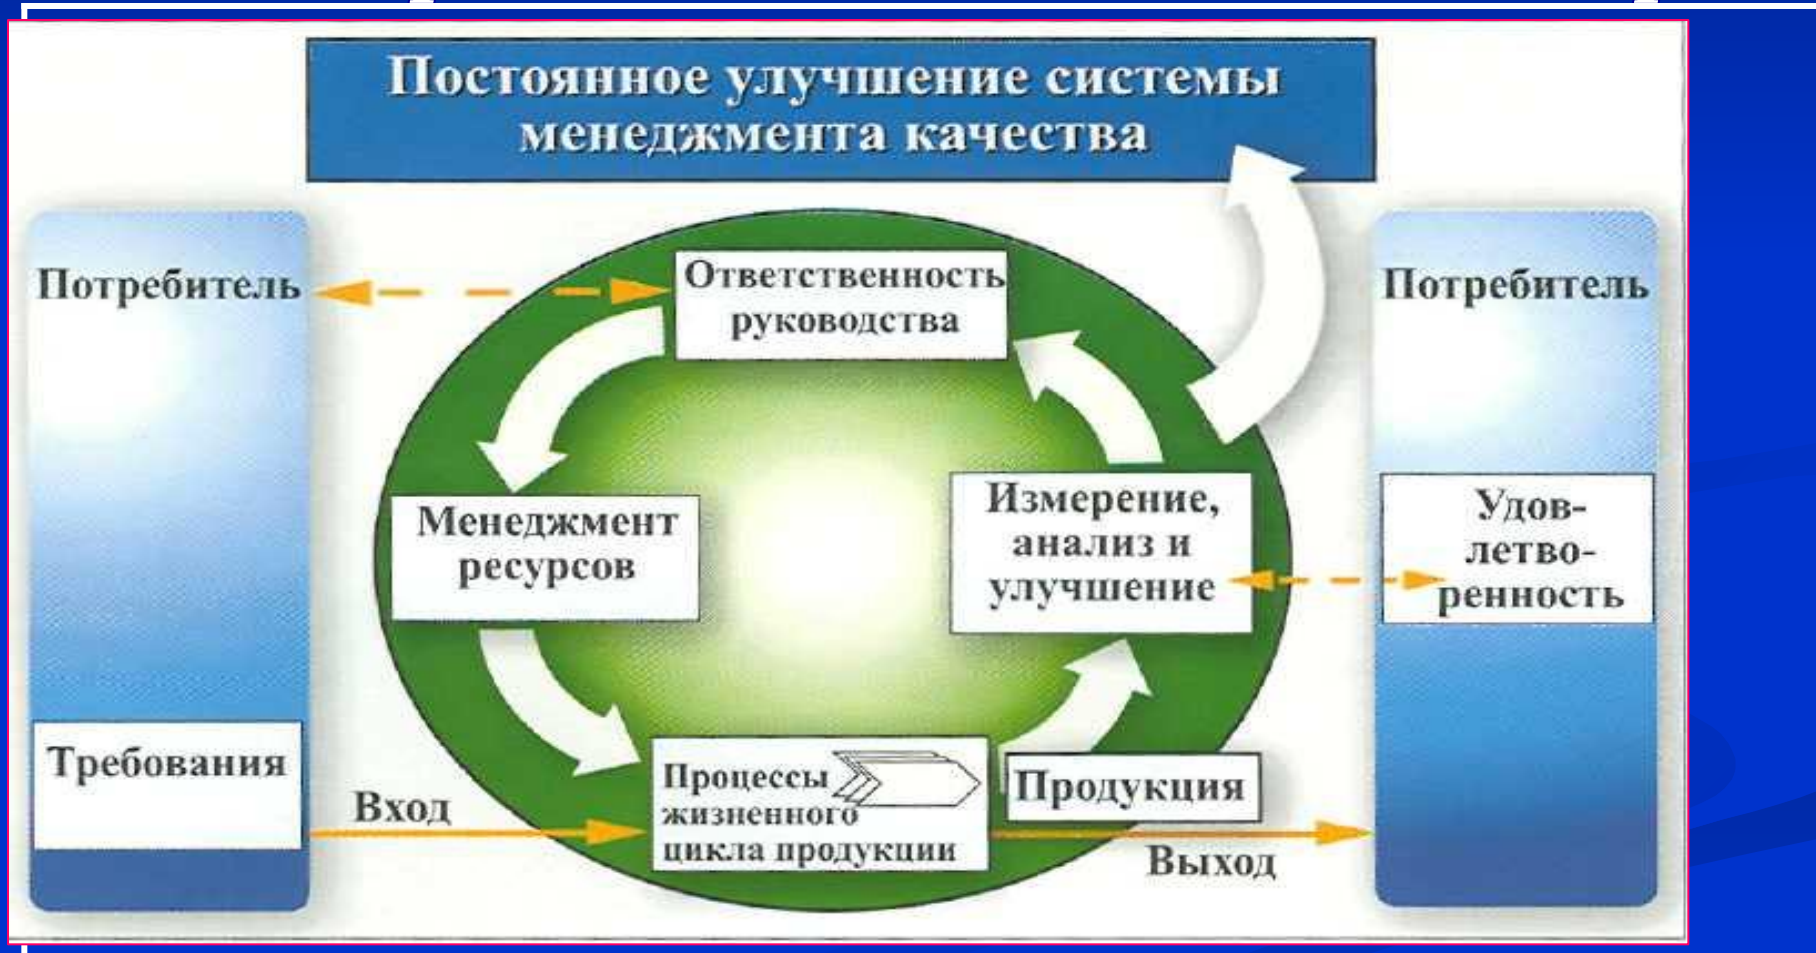 Постоянное улучшение системы
менеджмента качества
Потребитель
Ответственность
руководства
Потребитель
Менеджмент
ресурсов
Измерение,
анализ и
улучшение
Удов-
летво-
ренность
Требования
Вход
Процессы
жизненного
цикла продукции
Продукция
Выход